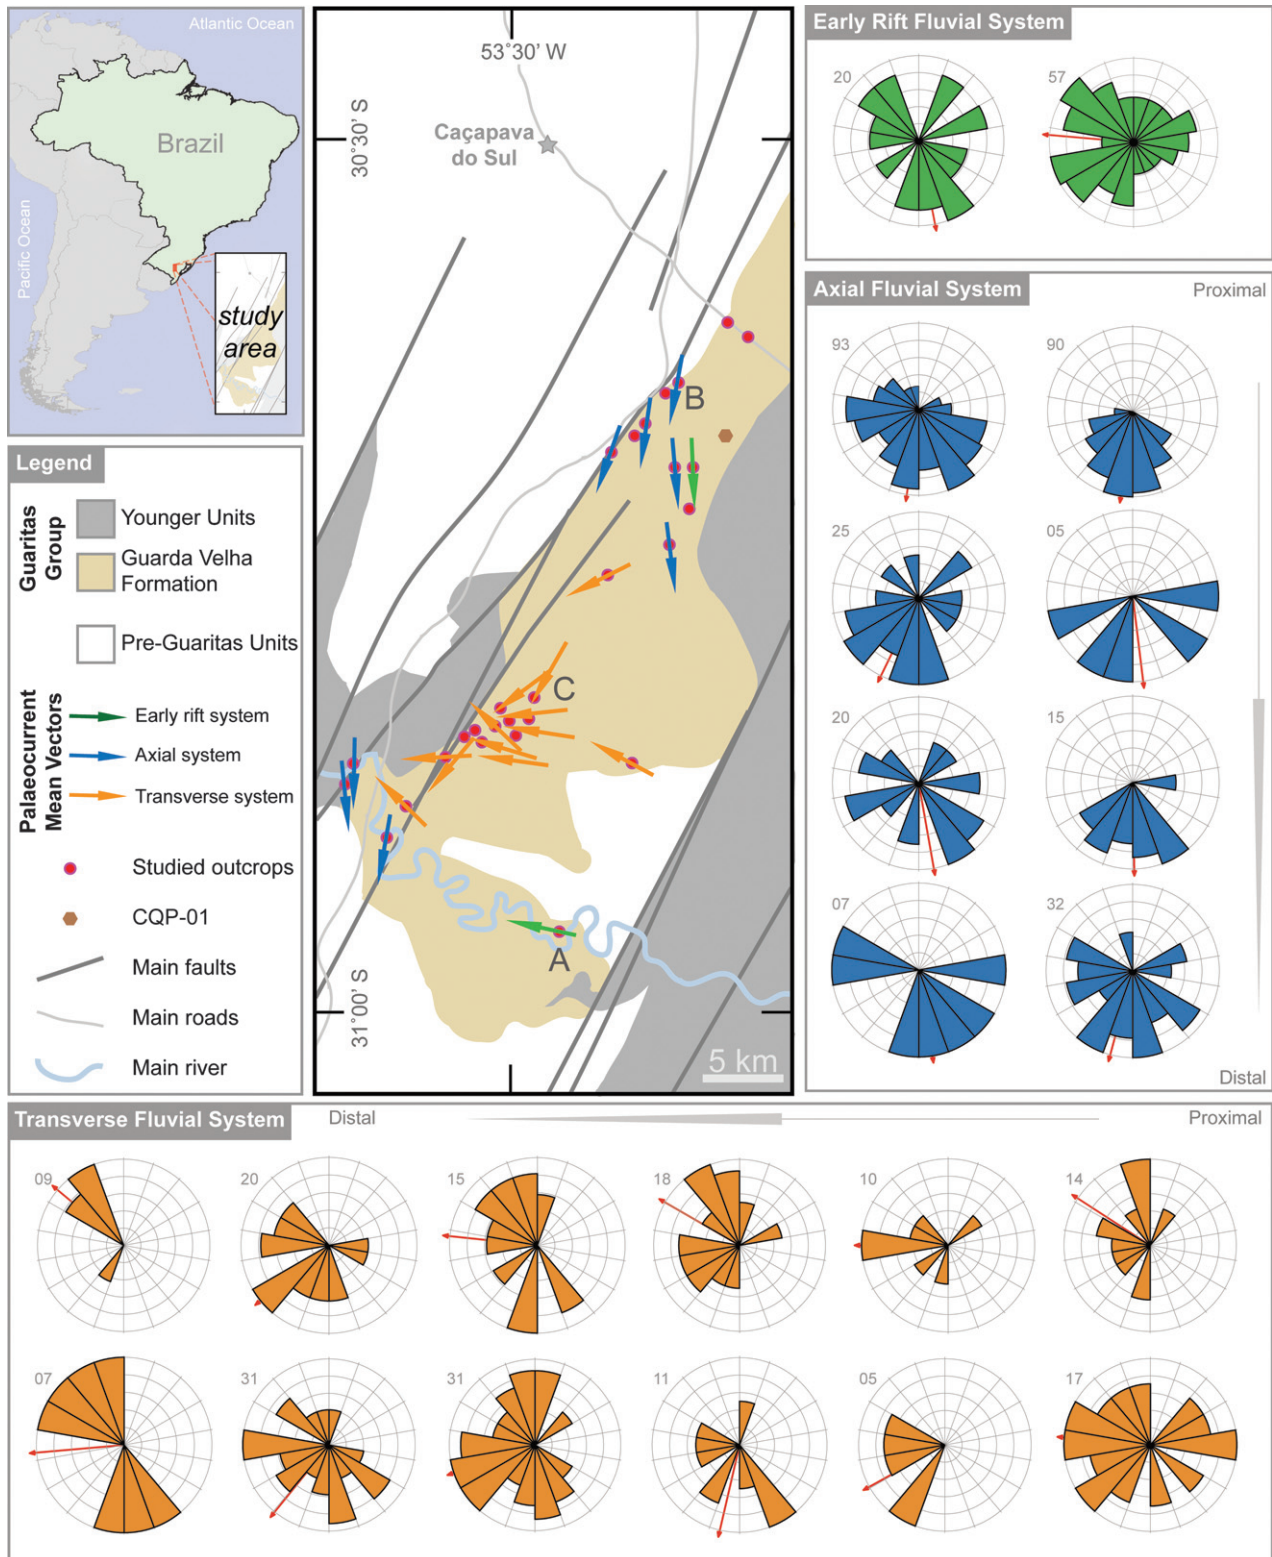 Atlantic Ocean
Brazil
Pacific Ocean
study
area
Legend
Guaritas
Group
Younger Units
Guarda Velha
Formation
Pre-Guaritas Units
Palaeocurrent
Mean Vectors
Early rift system
Axial system
Transverse system
Studied outcrops
CQP-01
Main faults
Main roads
Main river
53°30' W
30°30' S
Caçapava
do Sul
B
C
A
31°00' S
5 km
Early Rift Fluvial System
20
57
Axial Fluvial System
Proximal
93
90
25
05
20
15
07
32
Distal
Transverse Fluvial System
Distal
Proximal
09
20
15
18
10
14
07
31
31
11
05
17